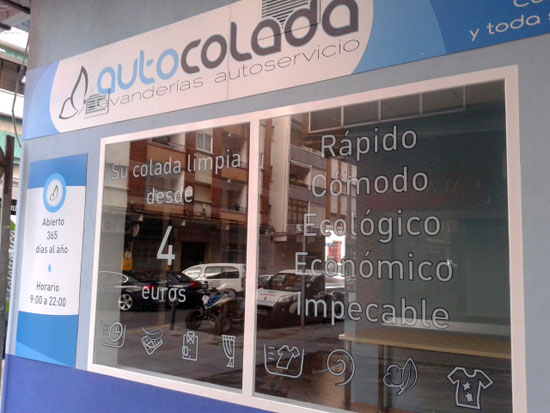 autocolada
lavanderías autoservicio
y toda
Abierto
365
días al año
Horario
9:00 a 22:00
Su colada limpia
desde
4
euros
Rápido
Cómodo
Ecológico
Económico
Impecable